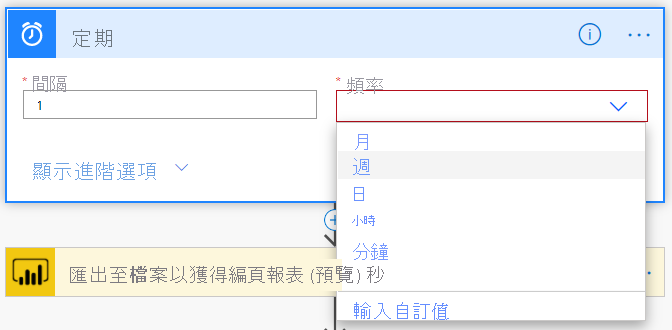 定期
* 間隔
* 頻率
1
月
週
日
小時
分鐘
輸入自訂值
顯示進階選項
匯出至檔案以獲得編頁報表 (預覽) 秒